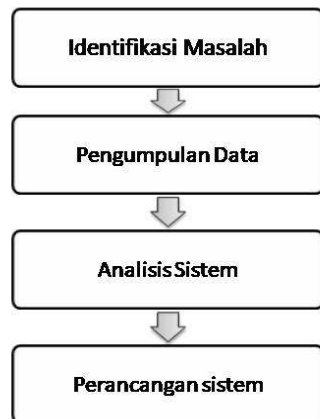 Identifikasi Masalah
Pengumpulan Data
Analisis Sistem
Perancangan sistem